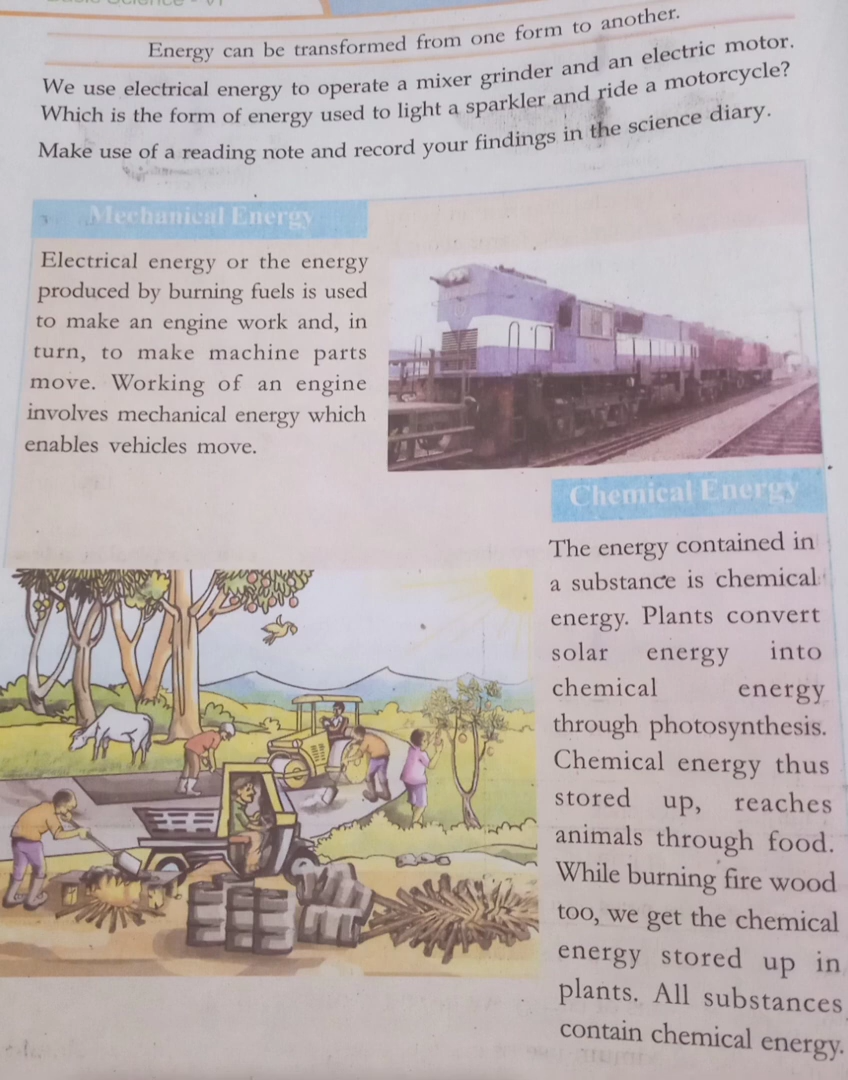 Basic Science - VI
Energy can be transformed from one form to another.
We use electrical energy to operate a mixer grinder and an electric motor.
Which is the form of energy used to light a sparkler and ride a motorcycle?
Make use of a reading note and record your findings in the science diary.
Mechanical Energy
Electrical energy or the energy
produced by burning fuels is used
to make an engine work and, in
turn, to make machine parts
move. Working of an engine
involves mechanical energy which
enables vehicles move.
Chemical Energy
The energy contained in
a substance is chemical
energy. Plants convert
solar energy into
chemical energy
through photosynthesis.
Chemical energy thus
stored up, reaches
animals through food.
While burning fire wood
too, we get the chemical
energy stored up in
plants. All substances
contain chemical energy.